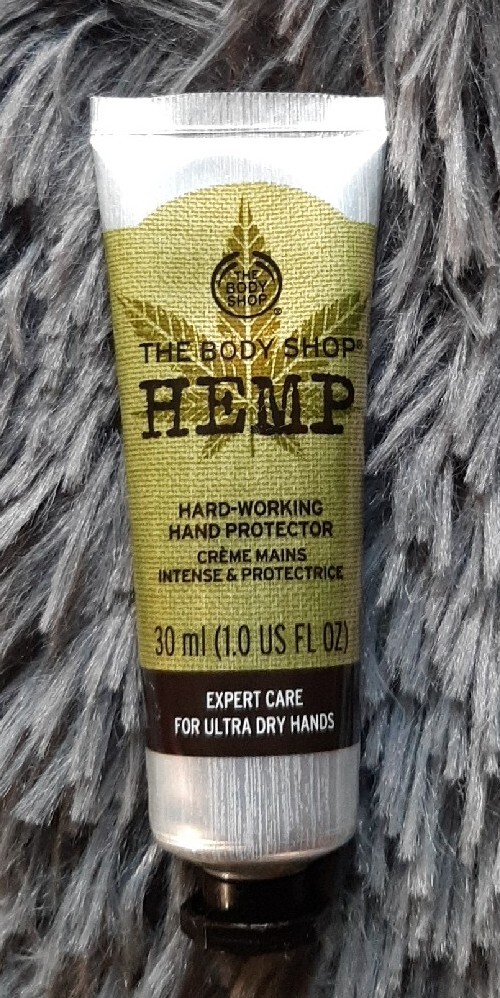 THE
BODY
SHOP
®
THE BODY SHOP®
HEMP
HARD-WORKING
HAND PROTECTOR
CRÈME MAINS
INTENSE & PROTECTRICE
30 ml (1.0 US FL OZ)
EXPERT CARE
FOR ULTRA DRY HANDS